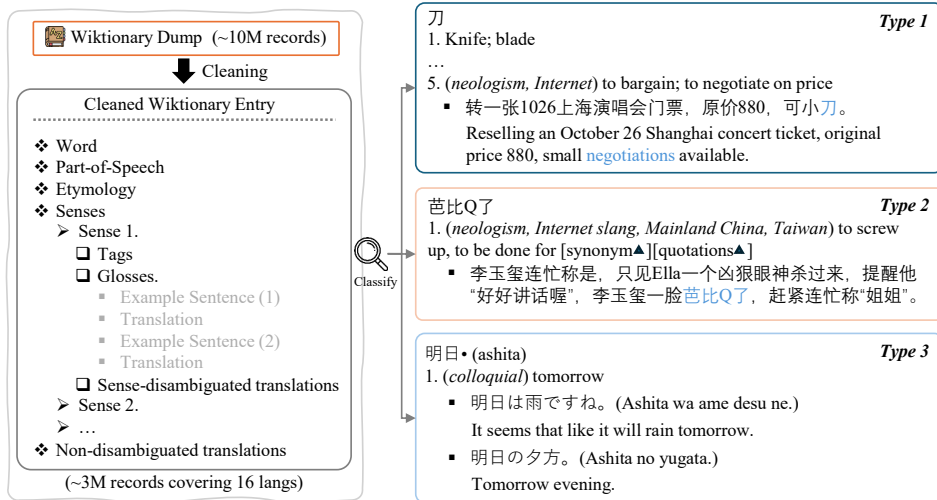 Wiktionary Dump (~10M records)
Cleaning
Cleaned Wiktionary Entry
❖ Word
❖ Part-of-Speech
❖ Etymology
❖ Senses
➢ Sense 1.
❑ Tags
❑ Glosses.
▪ Example Sentence (1)
▪ Translation
▪ Example Sentence (2)
▪ Translation
❑ Sense-disambiguated translations
➢ Sense 2.
➢ …
❖ Non-disambiguated translations
(~3M records covering 16 langs)
Classify
刀 Type 1
1. Knife; blade
…
5. (neologism, Internet) to bargain; to negotiate on price
▪ 转一张1026上海演唱会门票，原价880，可小刀。
Reselling an October 26 Shanghai concert ticket, original
price 880, small negotiations available.
芭比Q了 Type 2
1. (neologism, Internet slang, Mainland China, Taiwan) to screw
up, to be done for [synonym▲][quotations▲]
▪ 李玉玺连忙称是，只见Ella一个凶狠眼神杀过来，提醒他
“好好讲话喔”，李玉玺一脸芭比Q了，赶紧连忙称“姐姐”。
明日• (ashita) Type 3
1. (colloquial) tomorrow
▪ 明日は雨ですね。(Ashita wa ame desu ne.)
It seems that like it will rain tomorrow.
▪ 明日の夕方。(Ashita no yugata.)
Tomorrow evening.